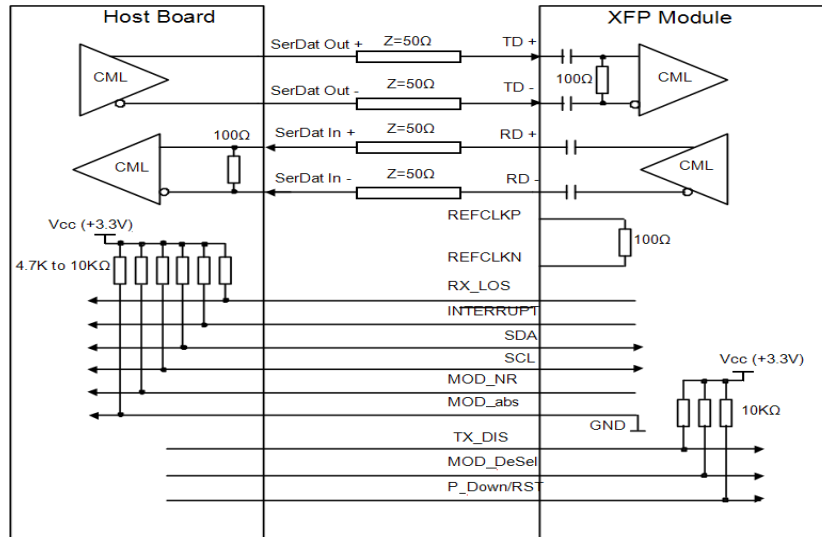 Host Board
XFP Module
SerDat Out +
Z=50Ω
TD +
CML
100Ω
CML
SerDat Out -
Z=50Ω
TD -
100Ω
SerDat In +
Z=50Ω
RD +
CML
CML
SerDat In -
Z=50Ω
RD -
REFCLKP
Vcc (+3.3V)
100Ω
REFCLKN
4.7K to 10KΩ
RX_LOS
INTERRUPT
SDA
SCL
Vcc (+3.3V)
MOD_NR
MOD_abs
10KΩ
GND
TX_DIS
MOD_DeSel
P_Down/RST